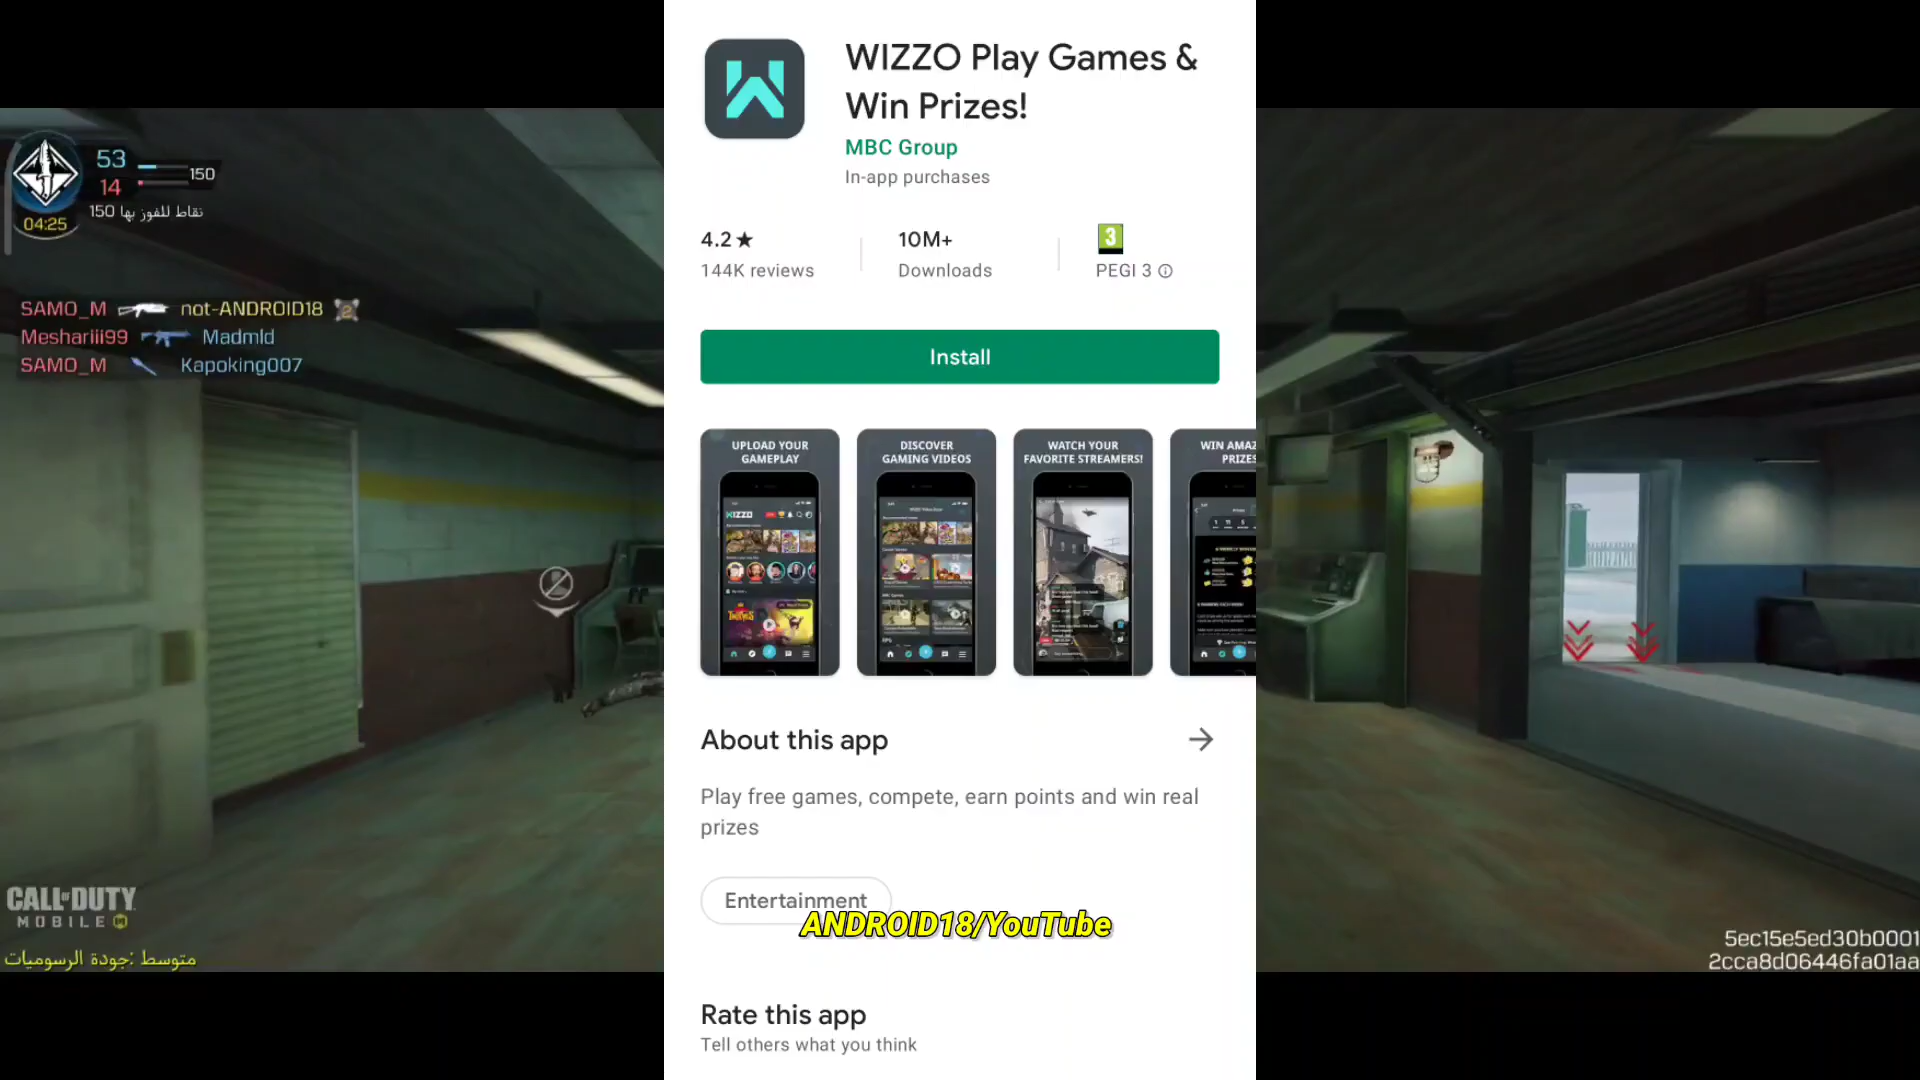 WIZZO Play Games &
Win Prizes!
MBC Group
In-app purchases
4.2★
144K reviews
10M+
Downloads
3
PEGI 3
Install
UPLOAD YOUR
GAMEPLAY
DISCOVER
GAMING VIDEOS
WATCH YOUR
FAVORITE STREAMERS!
WIN AMAZ
PRIZES
WIZZO
About this app
Play free games, compete, earn points and win real
prizes
Entertainment
ANDROID18/YouTube
Rate this app
Tell others what you think
53
14
150
04:25
نقاط للفوز بها 150
SAMO_M not-ANDROID18 2
Meshariii99 Madmld
SAMO_M Kapoking007
CALL OF DUTY
MOBILE
متوسط :جودة الرسوميات
5ec15e5ed30b0001
2cca8d06446fa01aa